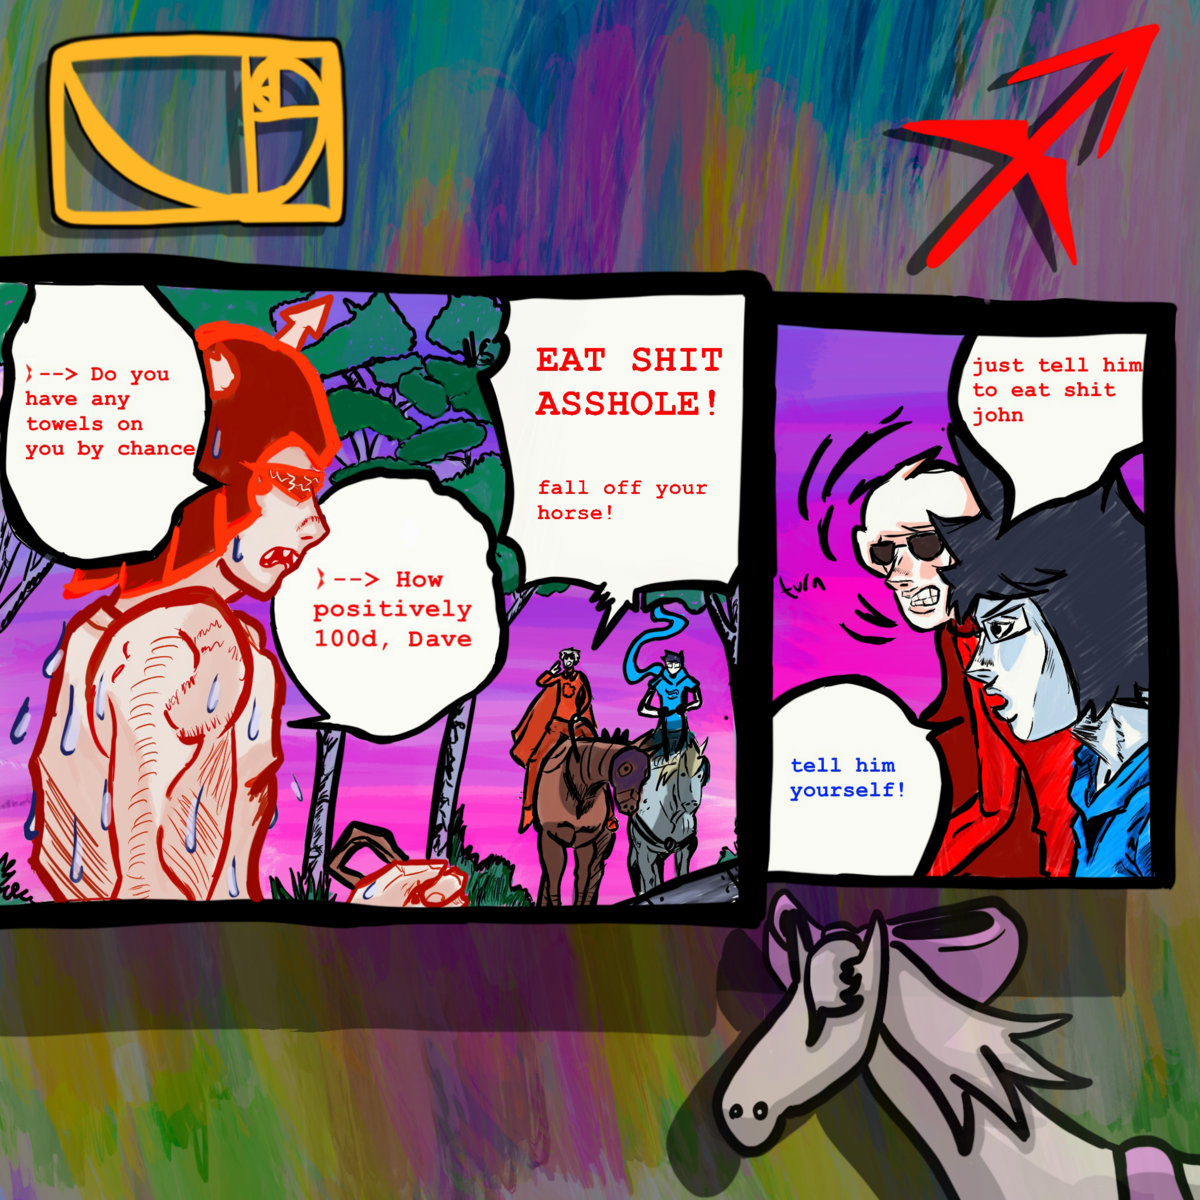 }--> Do you
have any
towels on
you by chance
}--> How
positively
100d, Dave
EAT SHIT
ASSHOLE!
fall off your
horse!
just tell him
to eat shit
john
turn
tell him
yourself!